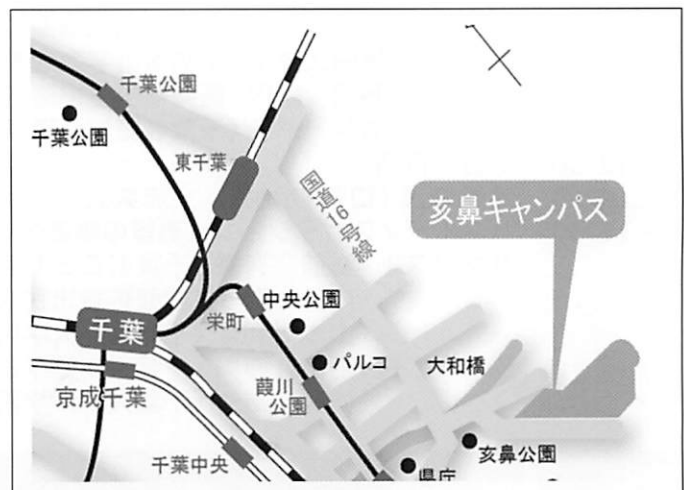 千葉公園
千葉公園
東千葉
国道16号線
亥鼻キャンパス
中央公園
千葉
栄町
パルコ
大和橋
京成千葉
葭川
公園
千葉中央
亥鼻公園
県庁